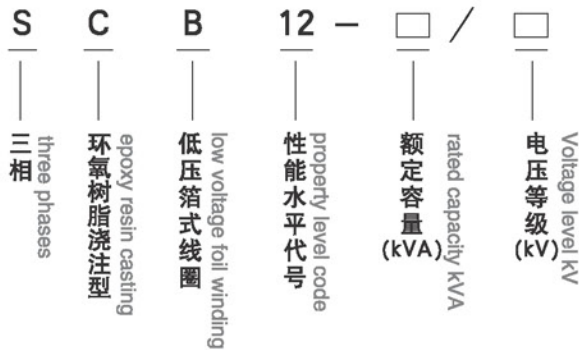 S C B 12 - □ / □
三相
three phases
环氧树脂浇注型
epoxy resin casting
低压箔式线圈
low voltage foil winding
性能水平代号
property level code
额定容量(kVA)
rated capacity kVA
电压等级(kV)
Voltage level kV